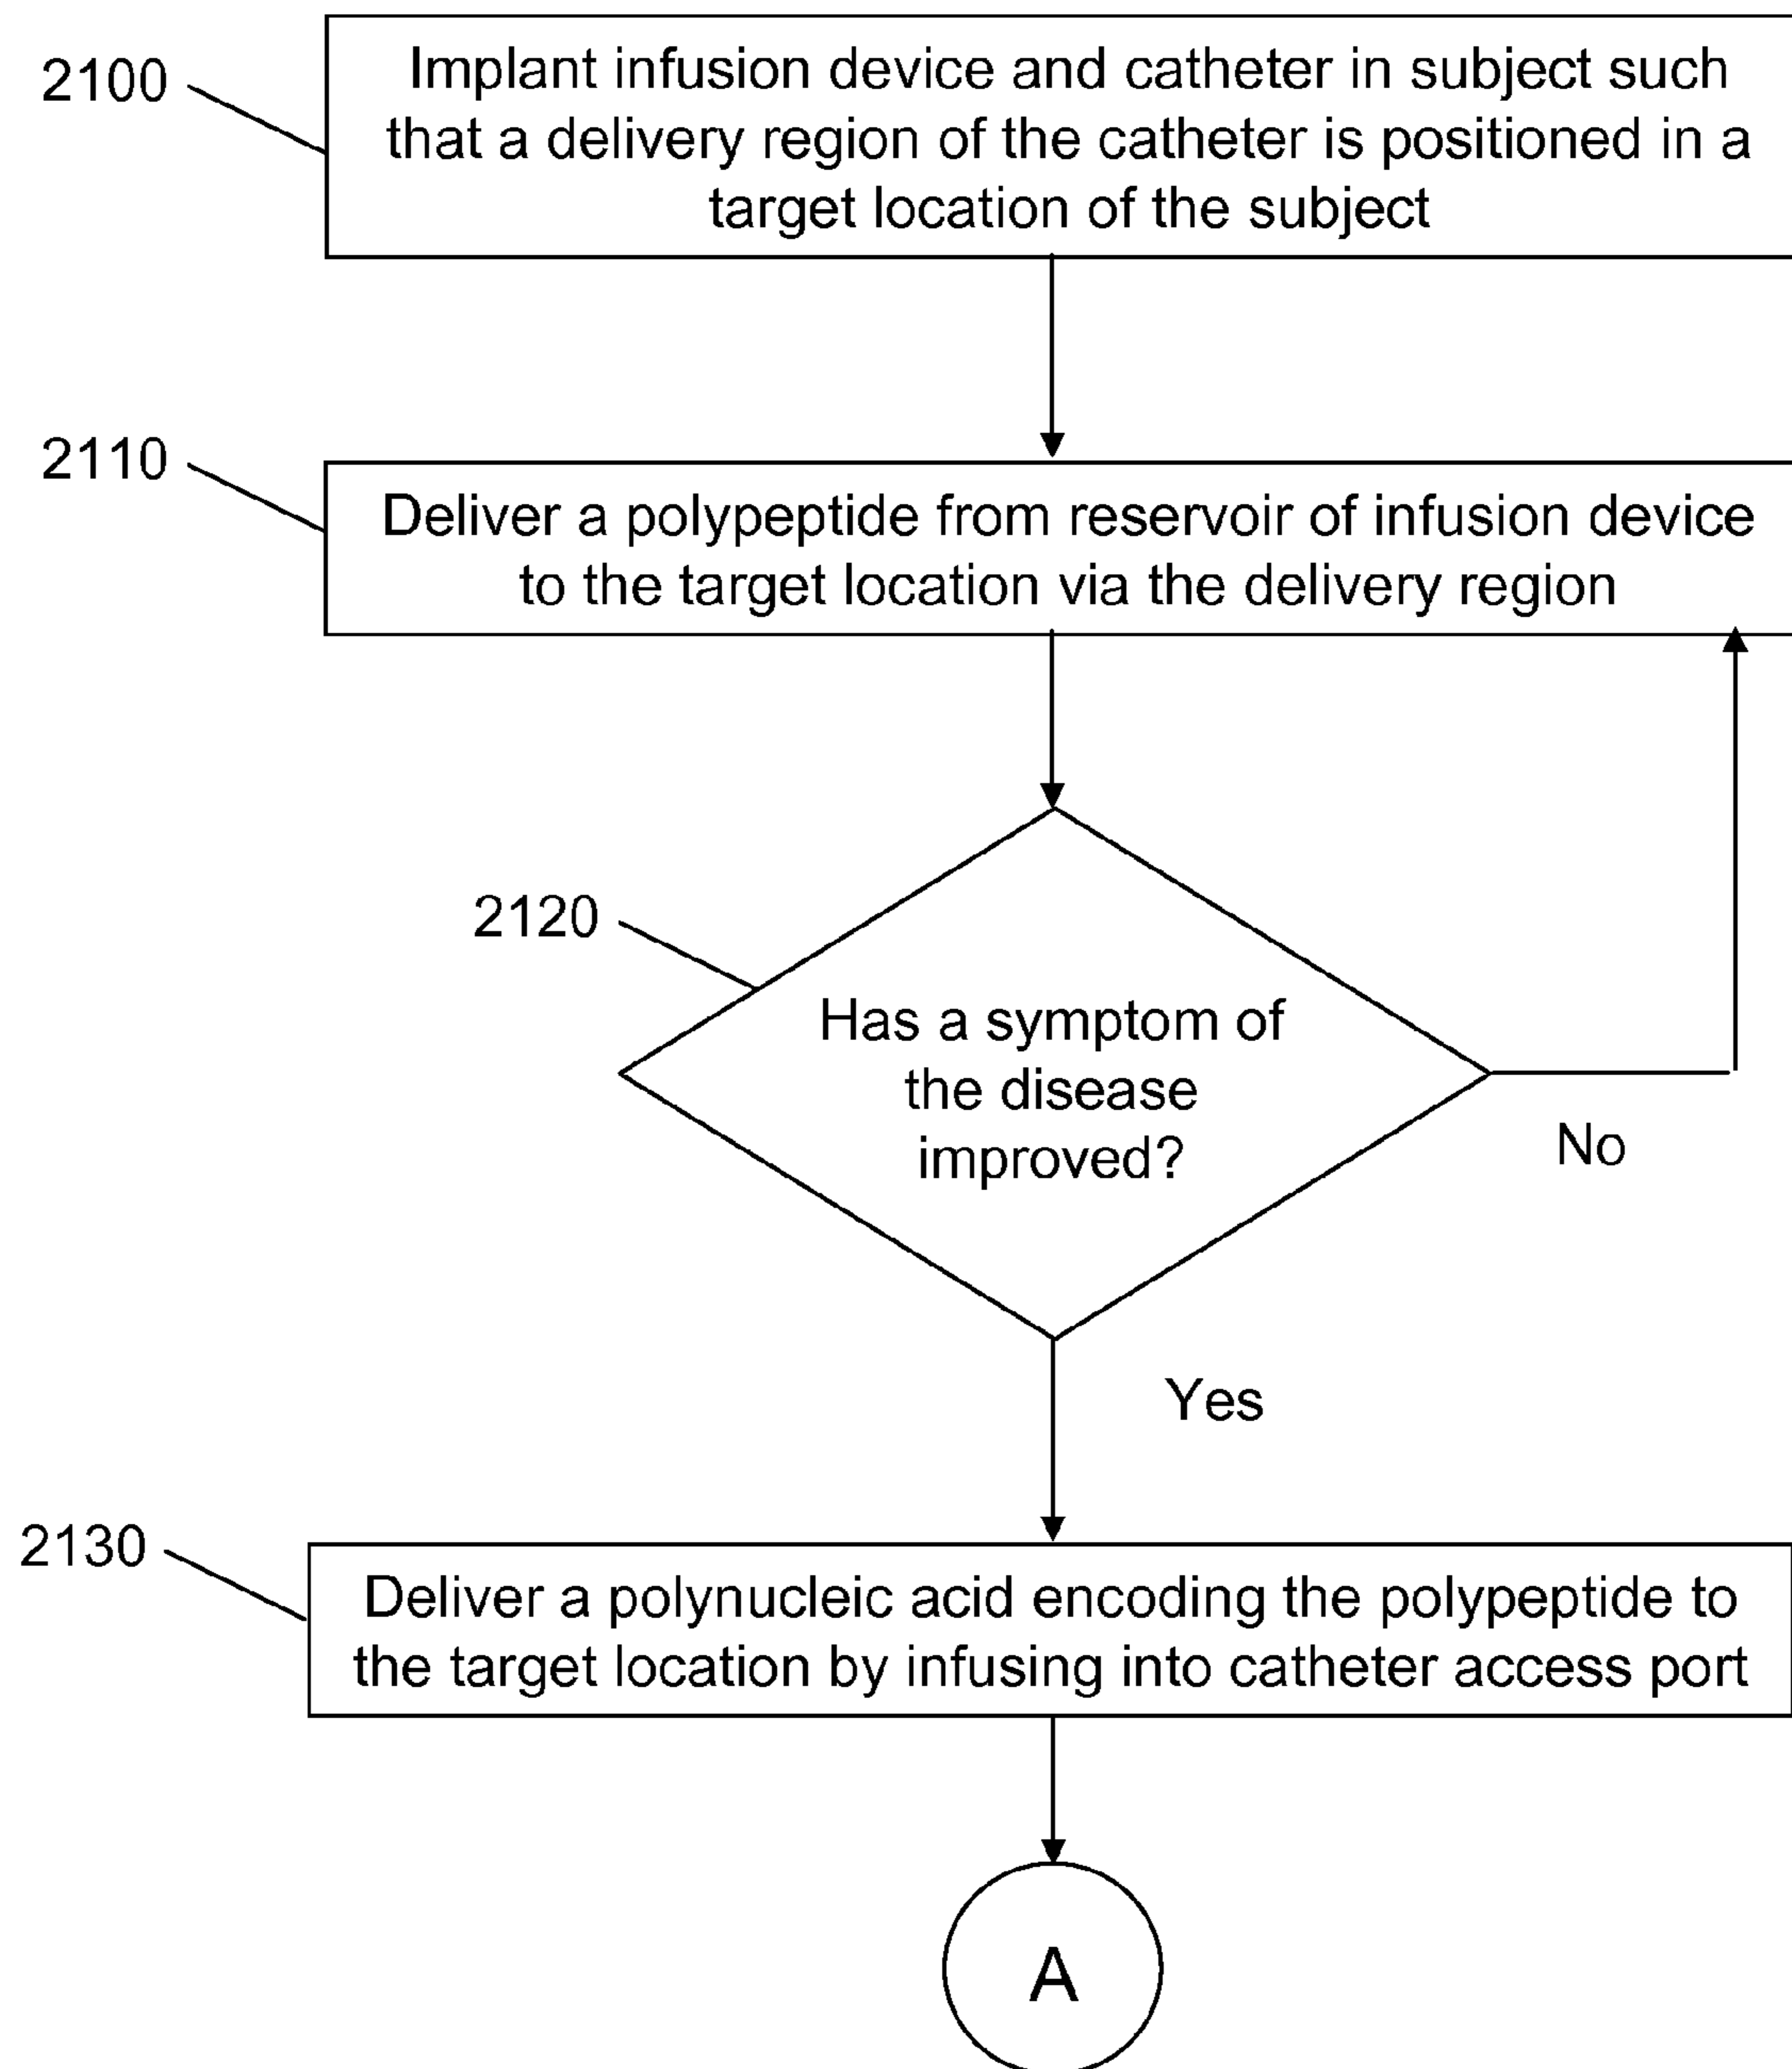 2100
Implant infusion device and catheter in subject such
that a delivery region of the catheter is positioned in a
target location of the subject
2110
Deliver a polypeptide from reservoir of infusion device
to the target location via the delivery region
2120
Has a symptom of
the disease
improved?
No
Yes
2130
Deliver a polynucleic acid encoding the polypeptide to
the target location by infusing into catheter access port
A